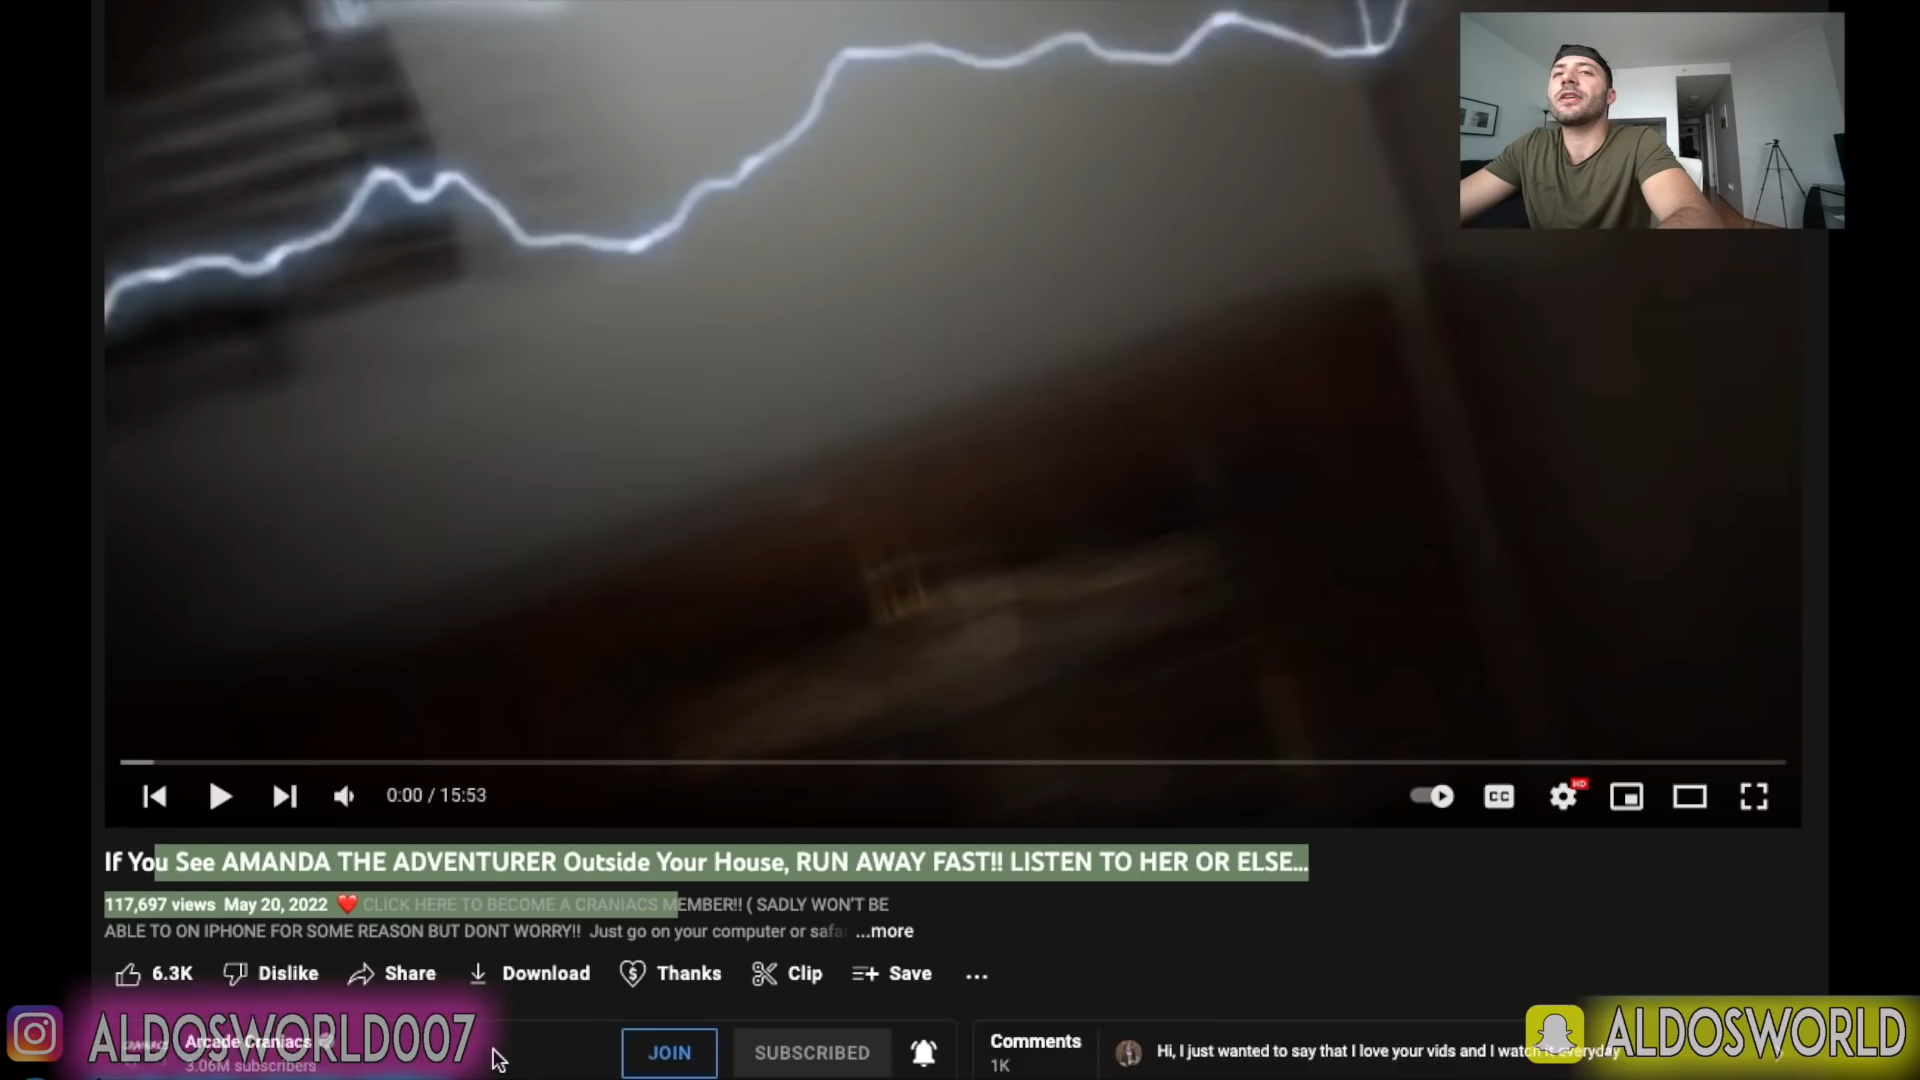 0:00 / 15:53
CC
HD
If You See AMANDA THE ADVENTURER Outside Your House, RUN AWAY FAST!! LISTEN TO HER OR ELSE...
117,697 views May 20, 2022 ❤️ CLICK HERE TO BECOME A CRANIACS MEMBER!! ( SADLY WON'T BE
ABLE TO ON IPHONE FOR SOME REASON BUT DONT WORRY!! Just go on your computer or safa ...more
6.3K Dislike Share Download Thanks Clip Save ...
ALDOSWORLD007
Arcade Craniacs
3.06M subscribers
JOIN
SUBSCRIBED
Comments
1K
Hi, I just wanted to say that I love your vids and I watch it everyday
ALDOSWORLD